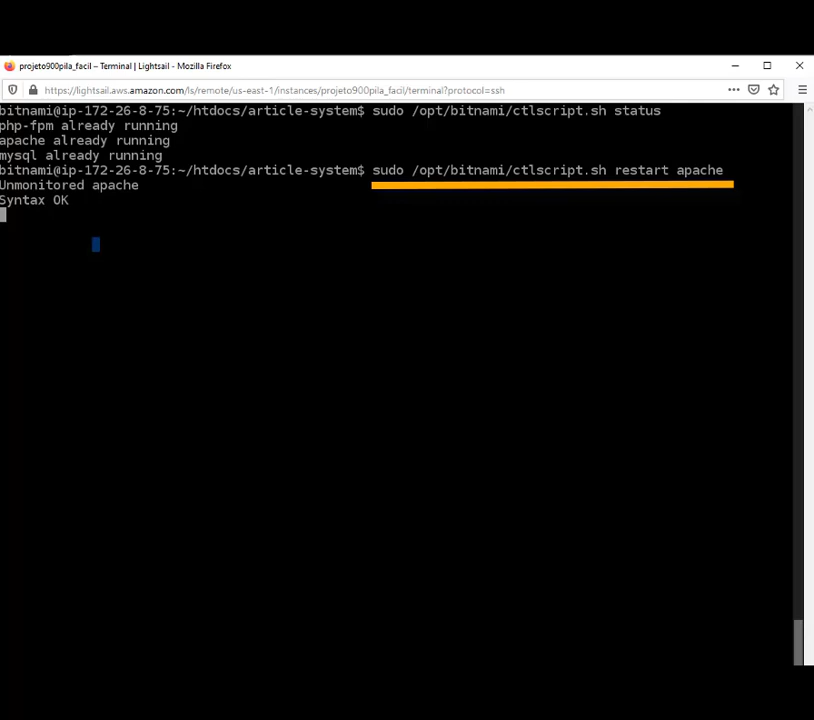 projeto900pila_facil – Terminal | Lightsail - Mozilla Firefox
https://lightsail.aws.amazon.com/ls/remote/us-east-1/instances/projeto900pila_facil/terminal?protocol=ssh
bitnami@ip-172-26-8-75:~/htdocs/article-system$ sudo /opt/bitnami/ctlscript.sh status
php-fpm already running
apache already running
mysql already running
bitnami@ip-172-26-8-75:~/htdocs/article-system$ sudo /opt/bitnami/ctlscript.sh restart apache
Unmonitored apache
Syntax OK